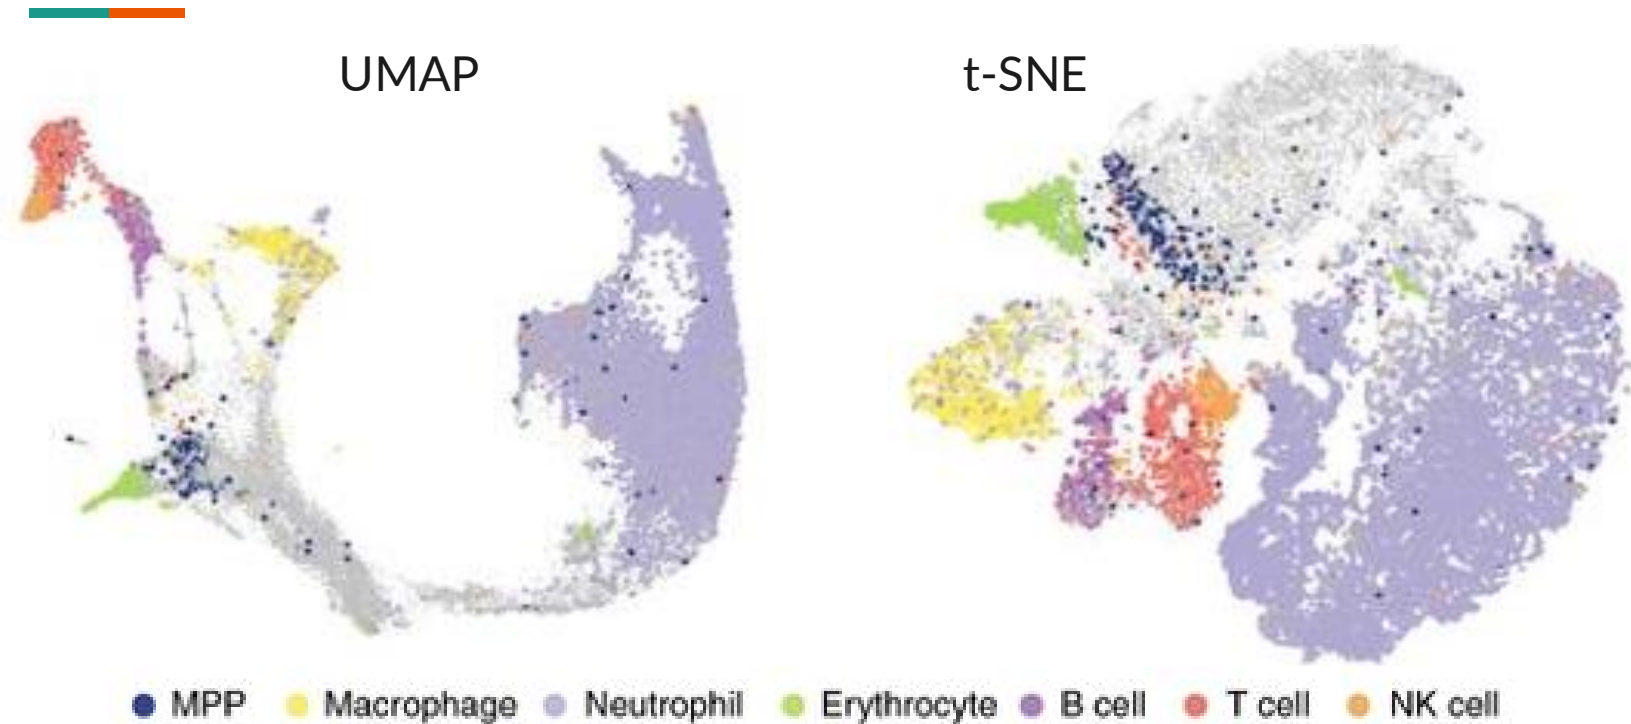 UMAP
t-SNE
MPP Macrophage Neutrophil Erythrocyte B cell T cell NK cell